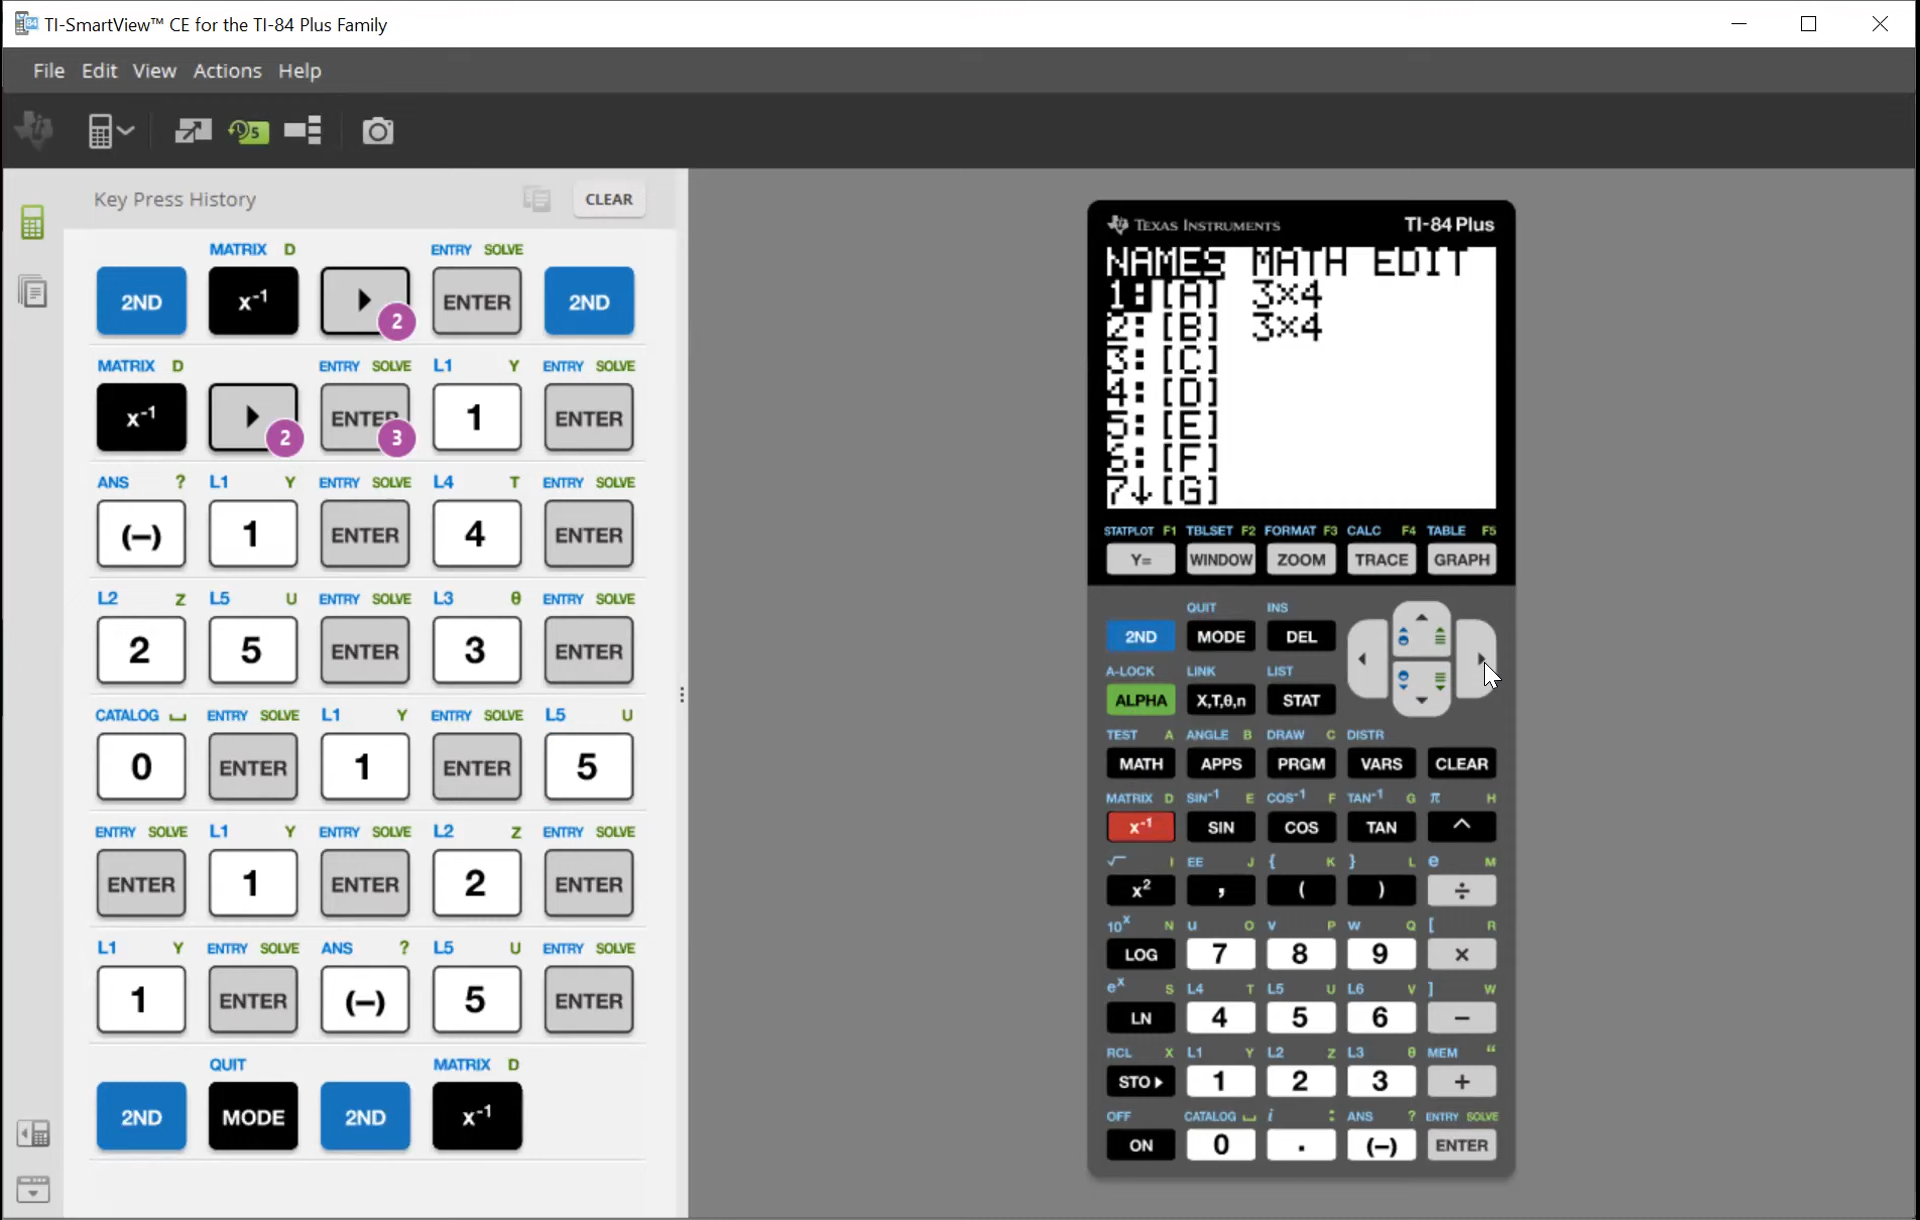 TI-SmartView™ CE for the TI-84 Plus Family
File Edit View Actions Help
5
Key Press History CLEAR
MATRIX D ENTRY SOLVE
2ND x-1 2 ENTER 2ND
MATRIX D ENTRY SOLVE L1 Y ENTRY SOLVE
x-1 2 ENTER 3 1 ENTER
ANS ? L1 Y ENTRY SOLVE L4 T ENTRY SOLVE
(–) 1 ENTER 4 ENTER
L2 Z L5 U ENTRY SOLVE L3 θ ENTRY SOLVE
2 5 ENTER 3 ENTER
CATALOG ⎵ ENTRY SOLVE L1 Y ENTRY SOLVE L5 U
0 ENTER 1 ENTER 5
ENTRY SOLVE L1 Y ENTRY SOLVE L2 Z ENTRY SOLVE
ENTER 1 ENTER 2 ENTER
L1 Y ENTRY SOLVE ANS ? L5 U ENTRY SOLVE
1 ENTER (–) 5 ENTER
QUIT MATRIX D
2ND MODE 2ND x-1
TEXAS INSTRUMENTS TI-84 Plus
NAMES MATH EDIT
1:[A] 3×4
2:[B] 3×4
3:[C]
4:[D]
5:[E]
6:[F]
7↓[G]
STATPLOT F1 TBLSET F2 FORMAT F3 CALC F4 TABLE F5
Y= WINDOW ZOOM TRACE GRAPH
QUIT INS
2ND MODE DEL
A-LOCK LINK LIST
ALPHA X,T,θ,n STAT
TEST A ANGLE B DRAW C DISTR
MATH APPS PRGM VARS CLEAR
MATRIX D SIN-1 E COS-1 F TAN-1 G π H
x-1 SIN COS TAN ^
√ I EE J { K } L e M
x2 , ( ) ÷
10x N u O v P w Q [ R
LOG 7 8 9 ×
ex S L4 T L5 U L6 V ] W
LN 4 5 6 –
RCL X L1 Y L2 Z L3 θ MEM "
STO▶ 1 2 3 +
OFF CATALOG ⎵ i : ANS ? ENTRY SOLVE
ON 0 . (–) ENTER